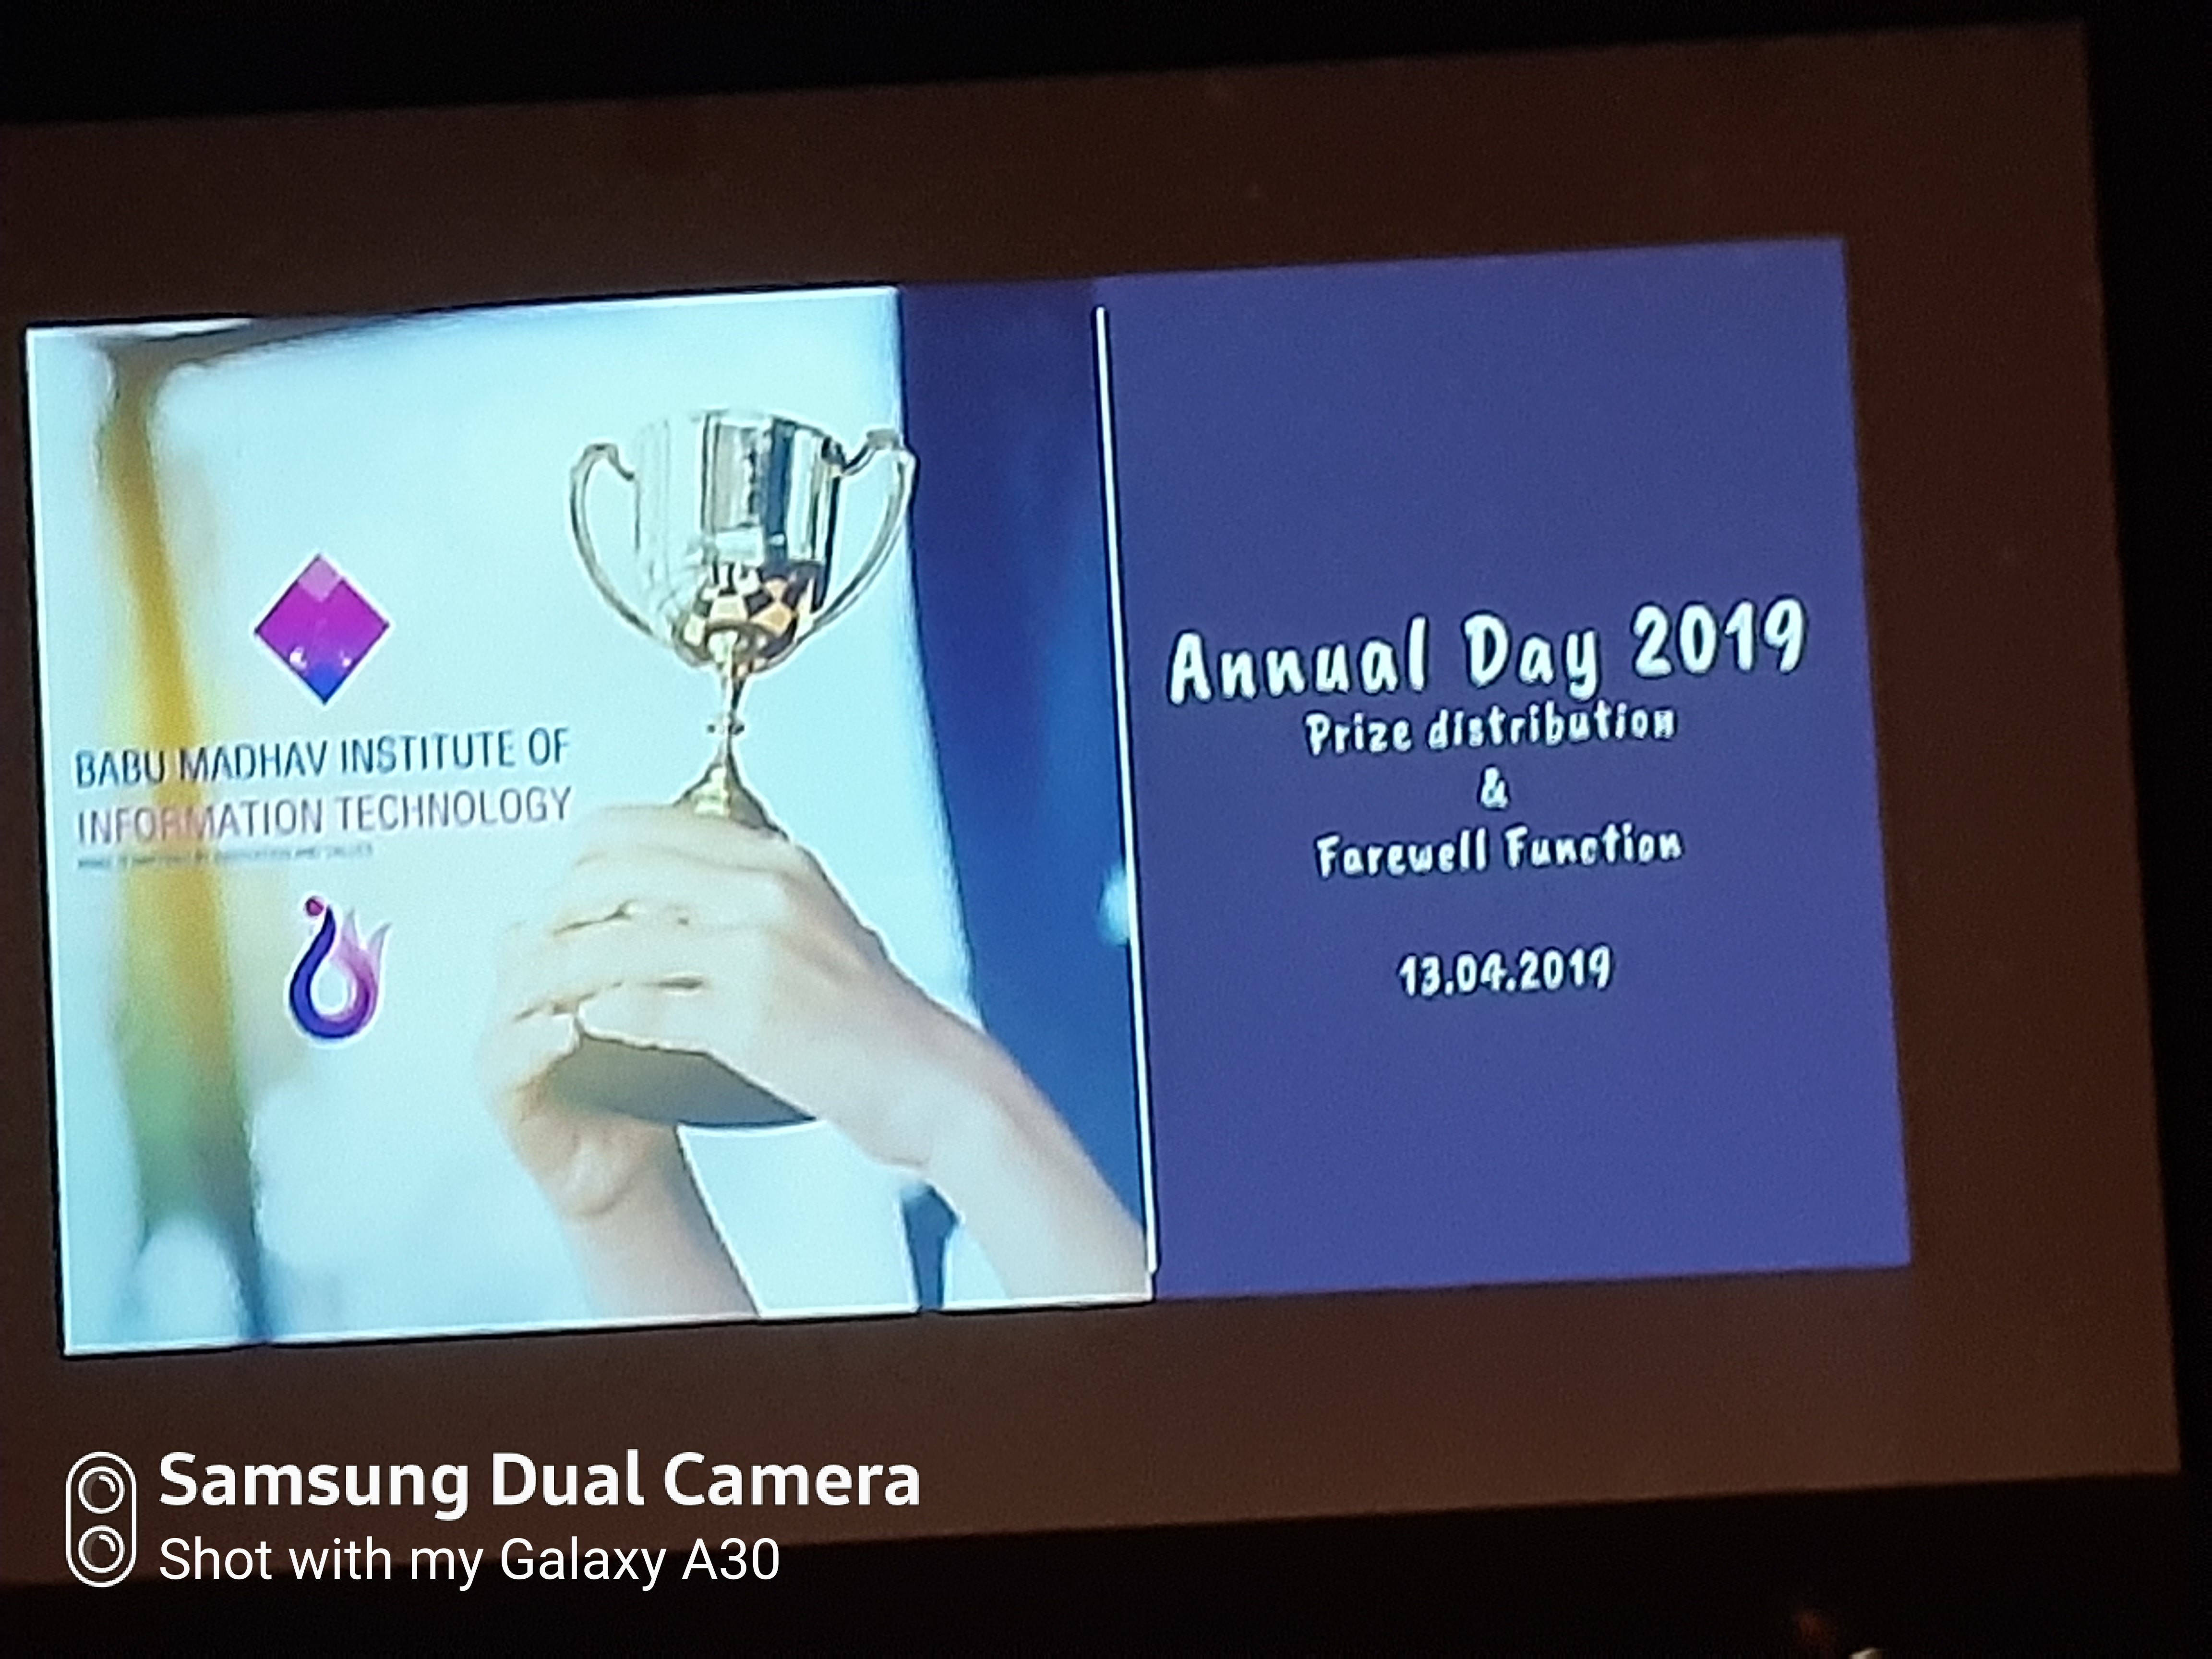 BABU MADHAV INSTITUTE OF
INFORMATION TECHNOLOGY
Annual Day 2019
Prize distribution
&
Farewell Function
13.04.2019
Samsung Dual Camera
Shot with my Galaxy A30